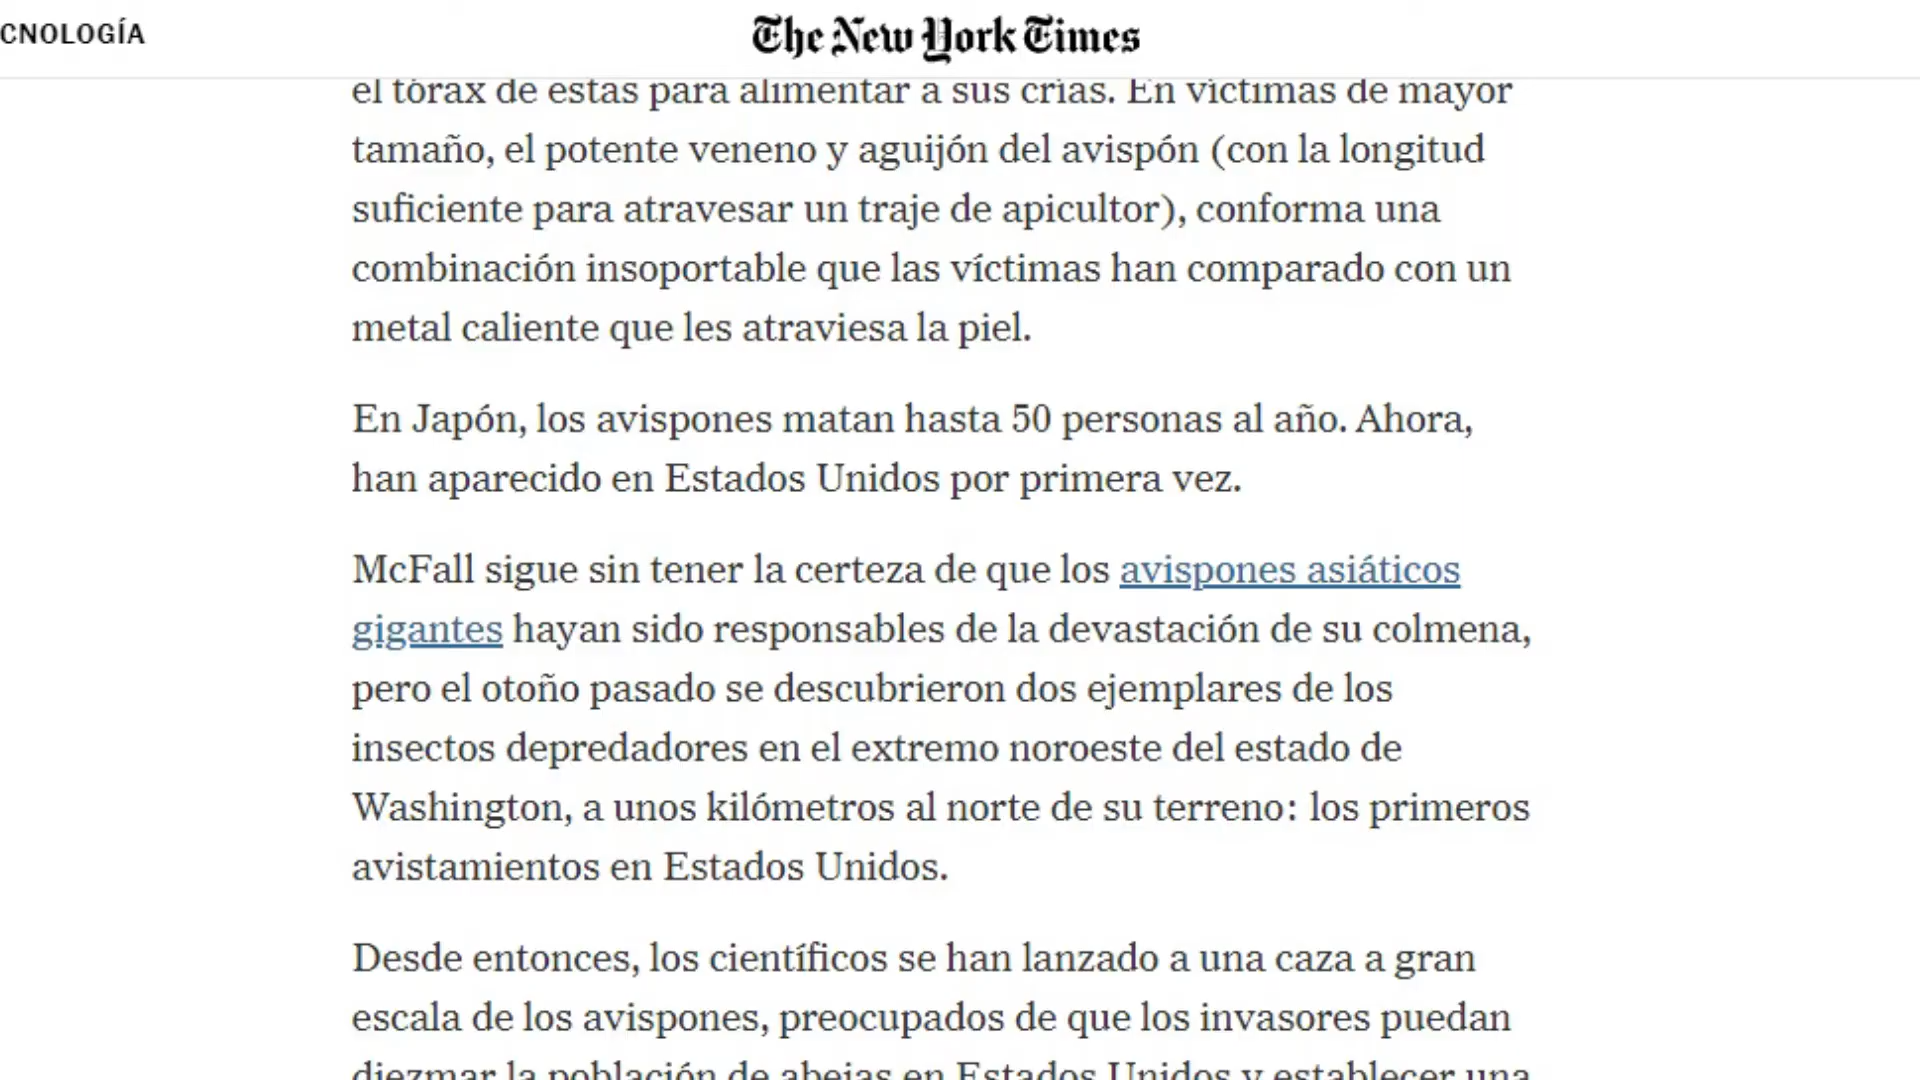 CNOLOGÍA
The New York Times
el tórax de estas para alimentar a sus crías. En víctimas de mayor
tamaño, el potente veneno y aguijón del avispón (con la longitud
suficiente para atravesar un traje de apicultor), conforma una
combinación insoportable que las víctimas han comparado con un
metal caliente que les atraviesa la piel.
En Japón, los avispones matan hasta 50 personas al año. Ahora,
han aparecido en Estados Unidos por primera vez.
McFall sigue sin tener la certeza de que los avispones asiáticos
gigantes hayan sido responsables de la devastación de su colmena,
pero el otoño pasado se descubrieron dos ejemplares de los
insectos depredadores en el extremo noroeste del estado de
Washington, a unos kilómetros al norte de su terreno: los primeros
avistamientos en Estados Unidos.
Desde entonces, los científicos se han lanzado a una caza a gran
escala de los avispones, preocupados de que los invasores puedan
diezmar la población de abejas en Estados Unidos y establecer una